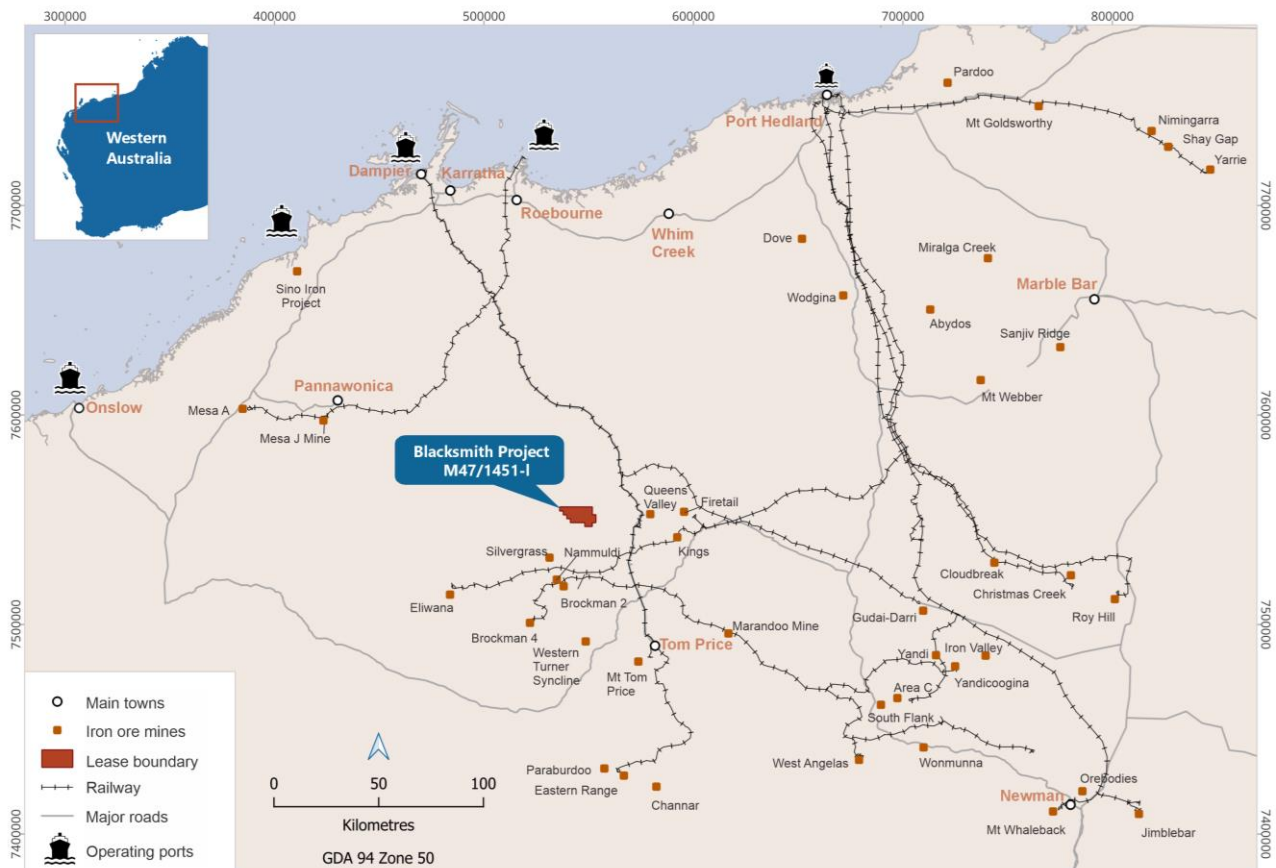 300000
400000
500000
600000
700000
800000
Western
Australia
Pardoo
Port Hedland
Mt Goldsworthy
Nimingarra
Shay Gap
Yarrie
Dampier
Karratha
Roebourne
7700000
7700000
Whim
Creek
Dove
Miralga Creek
Sino Iron
Project
Wodgina
Marble Bar
Abydos
Sanjiv Ridge
Mt Webber
Pannawonica
Onslow
Mesa A
7600000
7600000
Mesa J Mine
Blacksmith Project
M47/1451-I
Queens
Valley
Firetail
Kings
Silvergrass
Nammuldi
Cloudbreak
Christmas Creek
Roy Hill
Eliwana
Brockman 2
Brockman 4
Gudai-Darri
Marandoo Mine
7500000
7500000
Western
Turner
Syncline
Tom Price
Mt Tom
Price
Yandi
Iron Valley
Yandicoogina
Area C
South Flank
Main towns
Iron ore mines
Lease boundary
Railway
Major roads
Operating ports
0
50
100
Kilometres
GDA 94 Zone 50
Paraburdoo
Eastern Range
Channar
West Angelas
Wonmunna
Orebodies
Newman
Mt Whaleback
Jimblebar
7400000
7400000